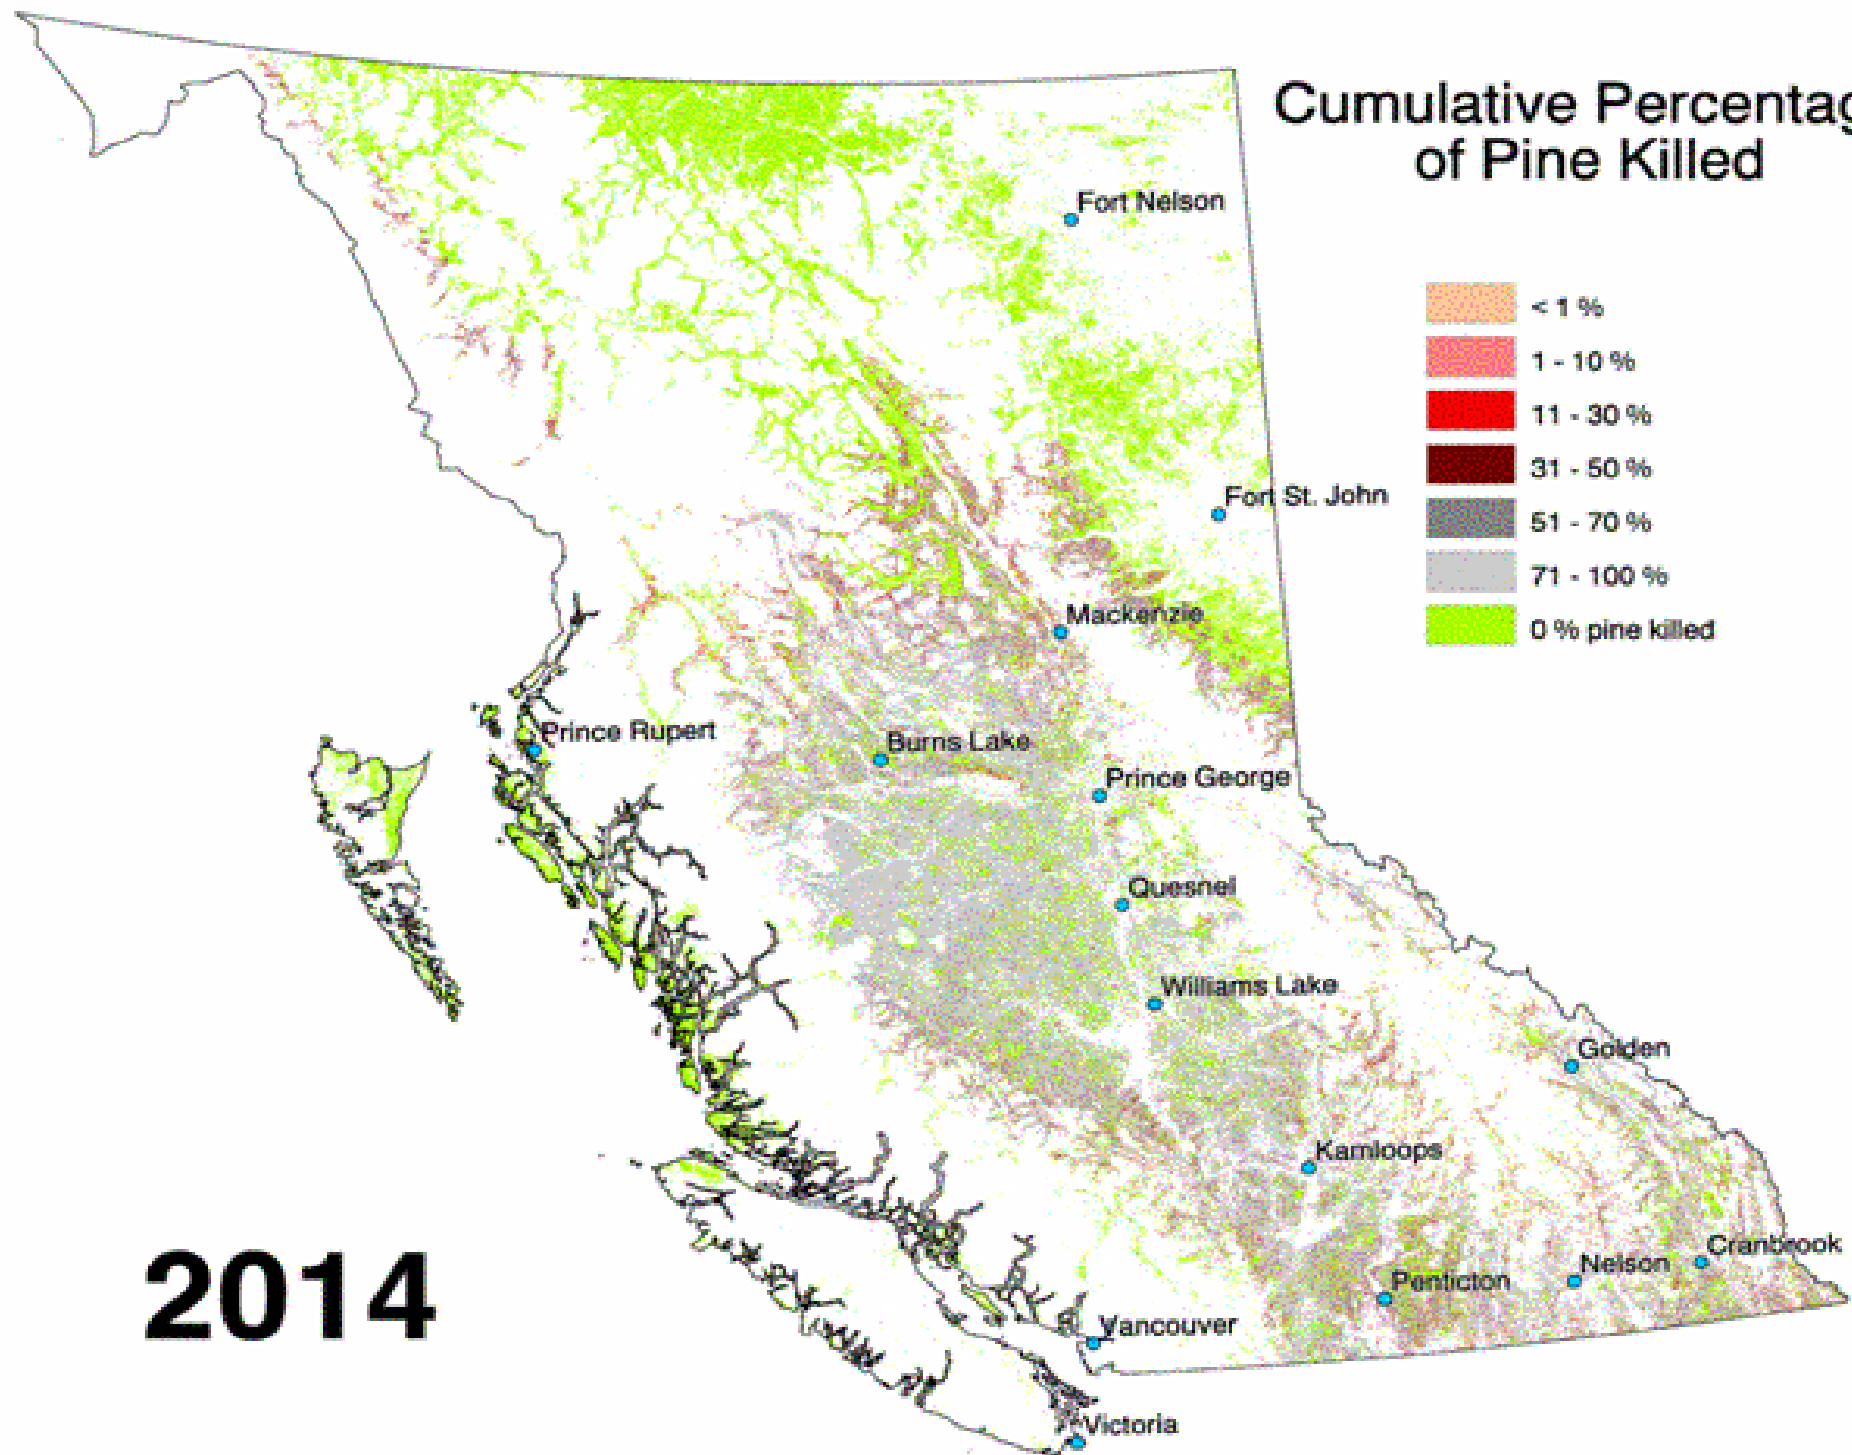 Cumulative Percentag
of Pine Killed
Fort Nelson
< 1 %
1 - 10 %
11 - 30 %
31 - 50 %
Fort St. John
51 - 70 %
71 - 100 %
Mackenzie
0 % pine killed
Prince Rupert
Burns Lake
Prince George
Quesnel
Williams Lake
Golden
Kamloops
Cranbrook
Nelson
Penticton
2014
Vancouver
Victoria